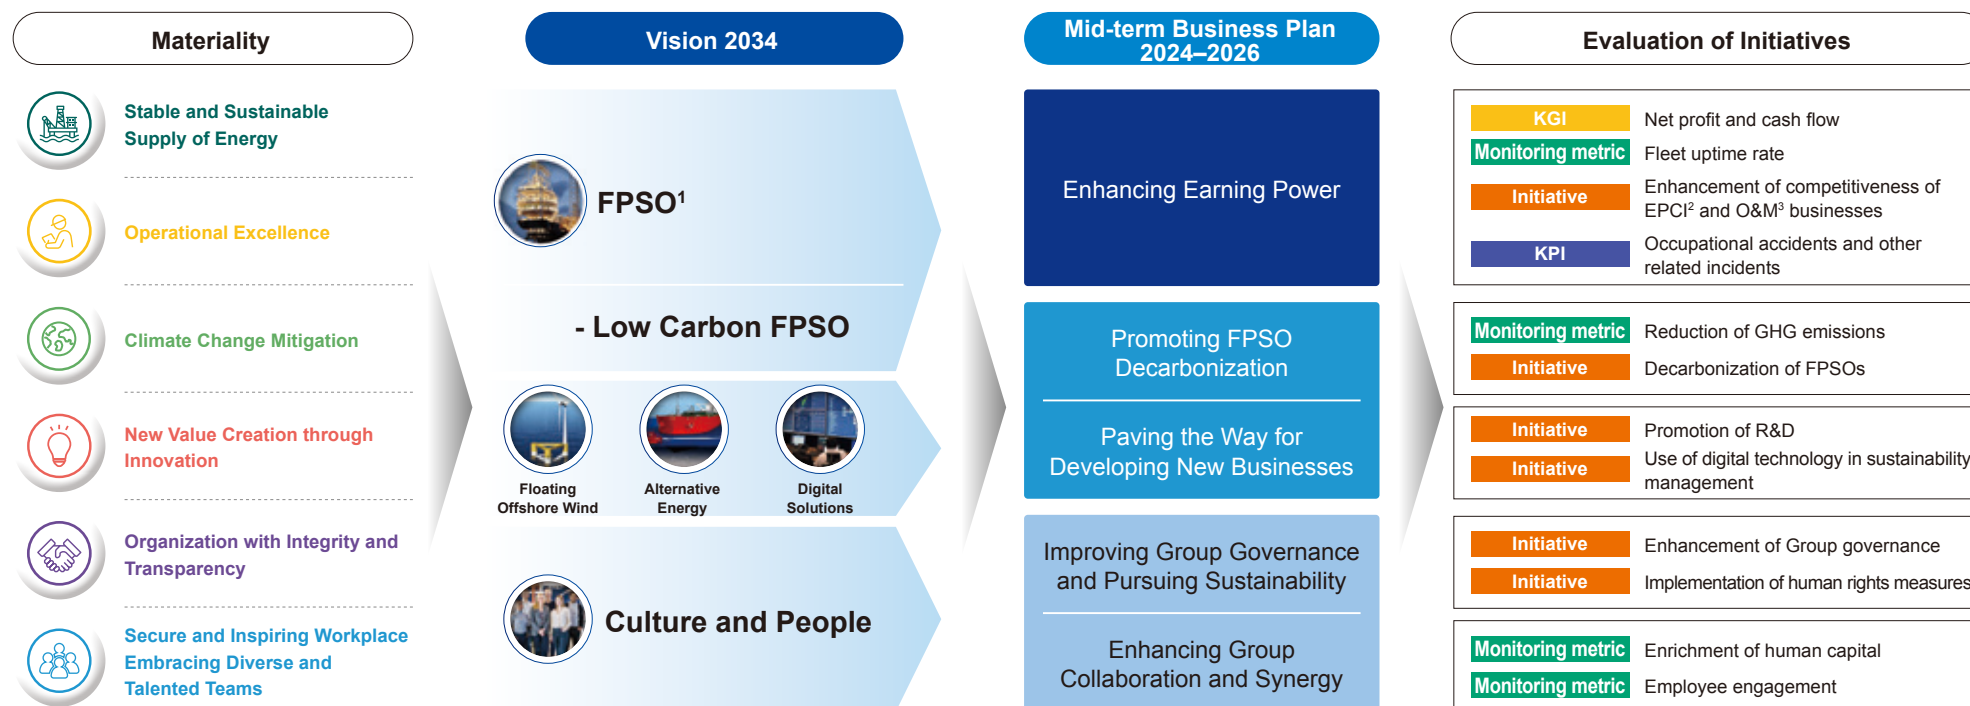 Materiality
Stable and Sustainable
Supply of Energy
Operational Excellence
Climate Change Mitigation
New Value Creation through
Innovation
Organization with Integrity and
Transparency
Secure and Inspiring Workplace
Embracing Diverse and
Talented Teams
Vision 2034
FPSO¹
- Low Carbon FPSO
Floating
Offshore Wind
Alternative
Energy
Digital
Solutions
Culture and People
Mid-term Business Plan
2024–2026
Enhancing Earning Power
Promoting FPSO
Decarbonization
Paving the Way for
Developing New Businesses
Improving Group Governance
and Pursuing Sustainability
Enhancing Group
Collaboration and Synergy
Evaluation of Initiatives
KGI Net profit and cash flow
Monitoring metric Fleet uptime rate
Initiative Enhancement of competitiveness of
EPCI² and O&M³ businesses
KPI Occupational accidents and other
related incidents
Monitoring metric Reduction of GHG emissions
Initiative Decarbonization of FPSOs
Initiative Promotion of R&D
Initiative Use of digital technology in sustainability
management
Initiative Enhancement of Group governance
Initiative Implementation of human rights measures
Monitoring metric Enrichment of human capital
Monitoring metric Employee engagement